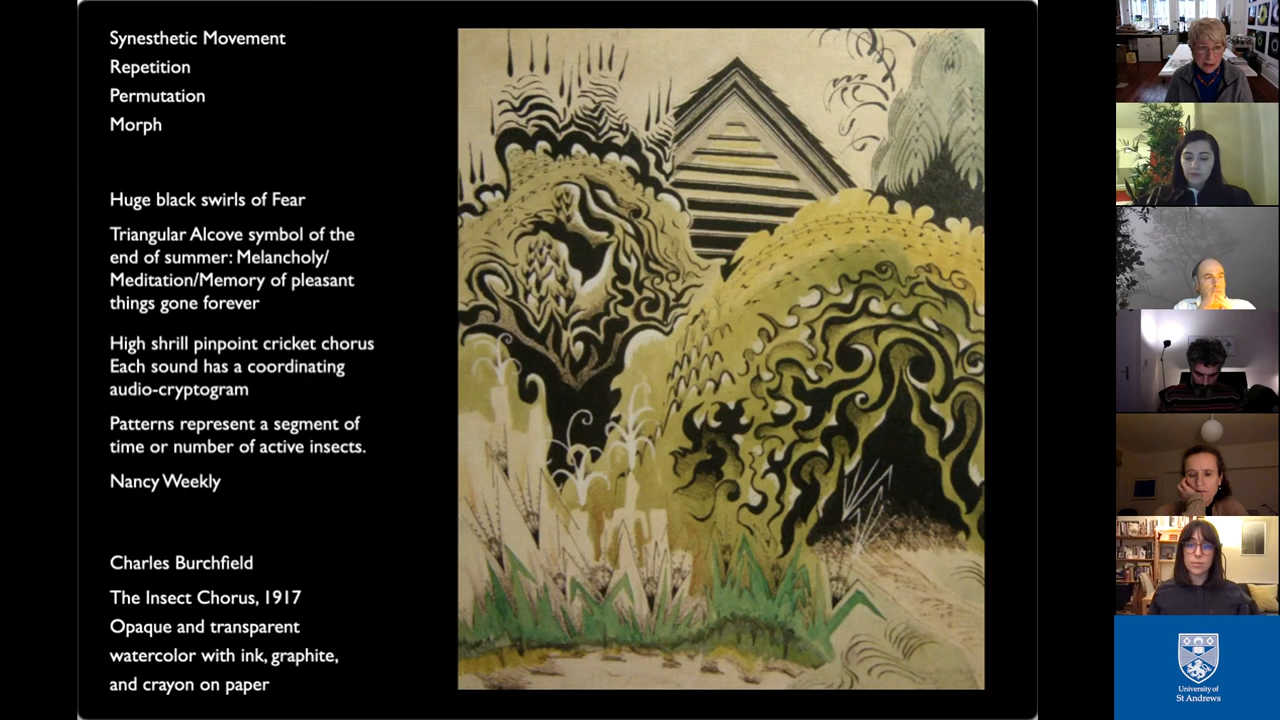 Synesthetic Movement
Repetition
Permutation
Morph
Huge black swirls of Fear
Triangular Alcove symbol of the
end of summer: Melancholy/
Meditation/Memory of pleasant
things gone forever
High shrill pinpoint cricket chorus
Each sound has a coordinating
audio-cryptogram
Patterns represent a segment of
time or number of active insects.
Nancy Weekly
Charles Burchfield
The Insect Chorus, 1917
Opaque and transparent
watercolor with ink, graphite,
and crayon on paper
University of
St Andrews